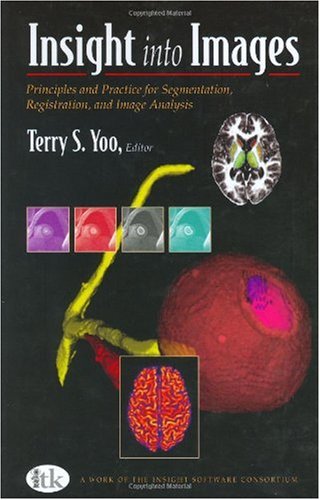 Insight into Images
Principles and Practice for Segmentation,
Registration, and Image Analysis
Terry S. Yoo, Editor
itk
A WORK OF THE INSIGHT SOFTWARE CONSORTIUM